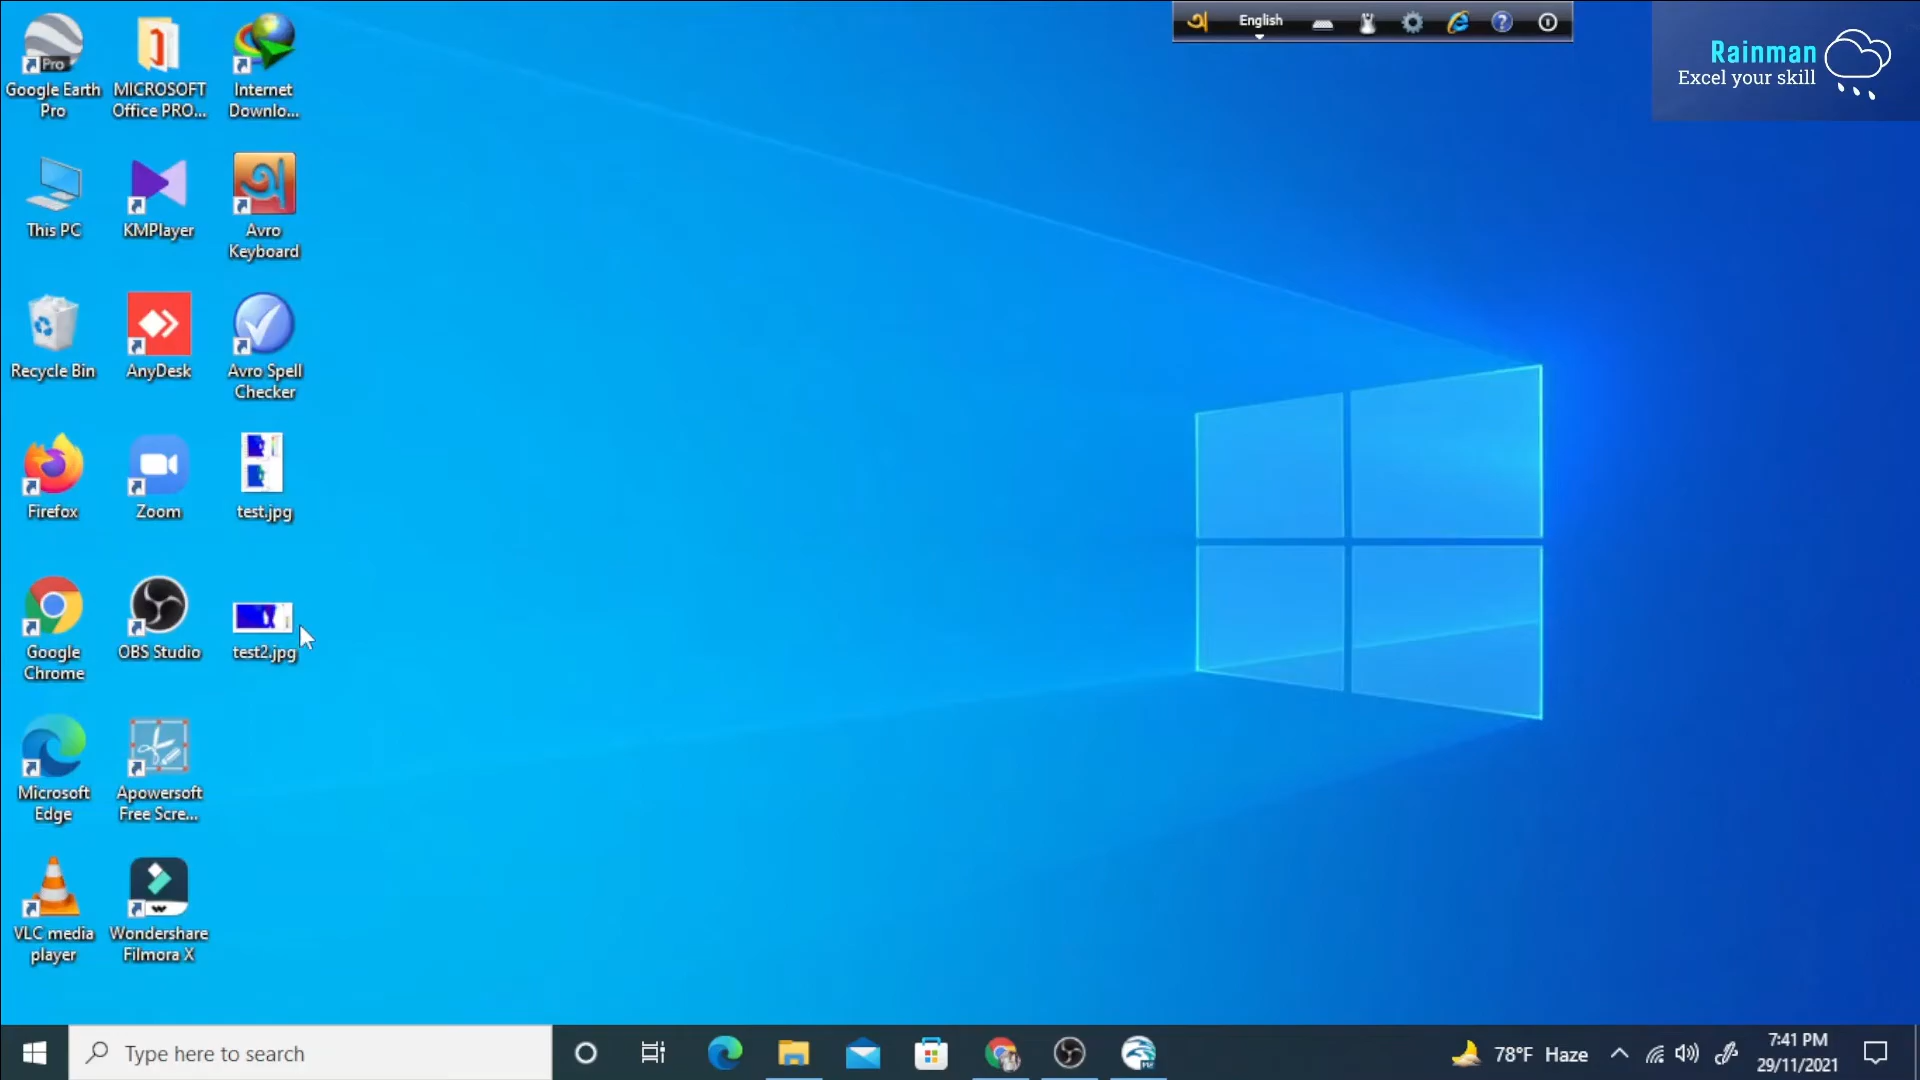 অ English
Rainman
Excel your skill
Pro
Google Earth
Pro
MICROSOFT
Office PRO...
Internet
Downlo...
This PC
KMPlayer
অ
Avro
Keyboard
Recycle Bin
AnyDesk
Avro Spell
Checker
Firefox
Zoom
test.jpg
Google
Chrome
OBS Studio
test2.jpg
Microsoft
Edge
Apowersoft
Free Scre...
VLC media
player
Wondershare
Filmora X
Type here to search
78°F Haze
7:41 PM
29/11/2021